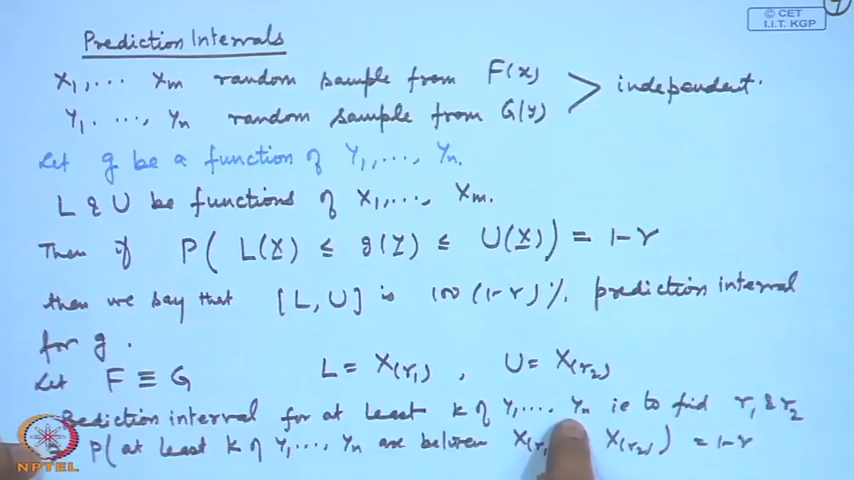 © CET
I.I.T. KGP
Prediction Intervals
X1, ... Xm random sample from F(x)
Y1, ..., Yn random sample from G(y) > independent.
Let g be a function of Y1, ..., Yn.
L & U be functions of X1, ..., Xm.
Then if P( L(X) ≤ g(Y) ≤ U(X) ) = 1-γ
then we say that [L, U] is 100 (1-γ) % prediction interval
for g.
Let F ≡ G L = X(r1) , U = X(r2)
Prediction interval for at least k of Y1, ... Yn ie to find r1 & r2
P( at least k of Y1, ..., Yn are between X(r1 X(r2) ) = 1-γ
NPTEL